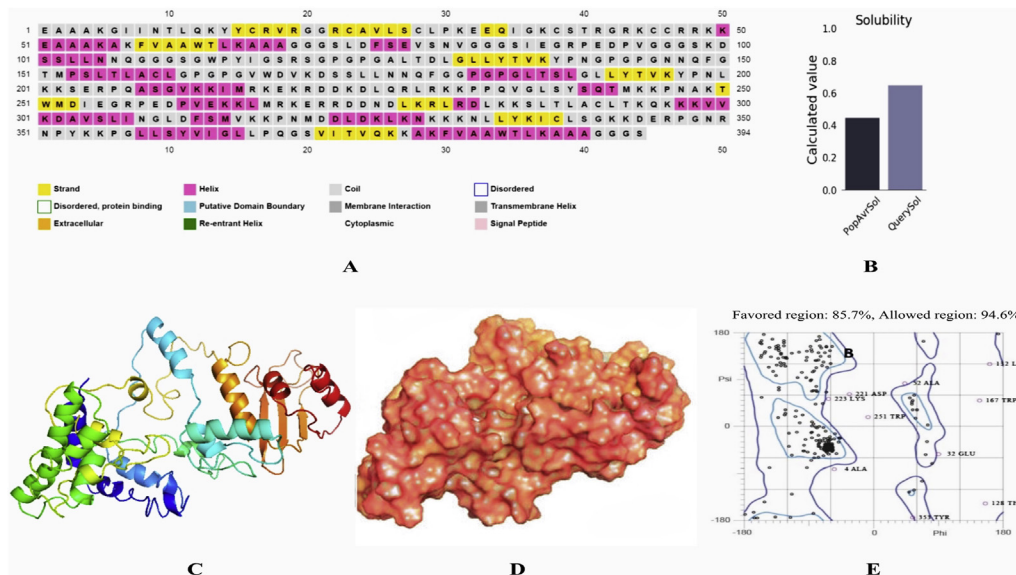 10 20 30 40 50
1 E A A A K G I I N T L Q K Y Y C R V R G G R C A V L S C L P K E E Q I G K C S T R G R K C C R R K K 50
51 E A A A K A K F V A A W T L K A A A G G G S L D F S E V S N V G G G S I E G R P E D P V G G G S K D 100
101 S S L L N N Q G G G S G W P Y I G S R S G P G P G A L T D L G L L Y T V K Y P N G P G P G N N Q F G 150
151 T M P S L T L A C L G P G P G V W D V K D S S L L N N Q F G G P G P G L T S L G L L Y T V K Y P N L 200
201 K K S E R P Q A S G V K K I M R K E K R D D K D L Q R L R K K P P Q V G L S Y S Q T M K K P N A K T 250
251 W M D I E G R P E D P V E K K L M R K E R R D D N D L K R L R D L K K S S L T L A C L T Q K K K V V 300
301 K D A V S L I N G L D F S M V K K P N M D D L D K L K N K K K N L L Y K I C L S G K K D E R P G N R 350
351 N P Y K K P G L L S Y V I G L L P Q G G S V I T V Q K K A K F V A A W T L K A A A G G G S 394
10 20 30 40 50
Strand Helix Coil Disordered
Disordered, protein binding Putative Domain Boundary Membrane Interaction Transmembrane Helix
Extracellular Re-entrant Helix Cytoplasmic Signal Peptide
A
Solubility
Calculated value
1.0
0.8
0.6
0.4
0.2
0.0
PopAvrSol QuerySol
B
C
D
Favored region: 85.7%, Allowed region: 94.6%
180
B
Psi
52 ALA
221 ASP
223 LYS
251 TRP
0
32 GLU
4 ALA
-180
-180 0 Phi 180
E